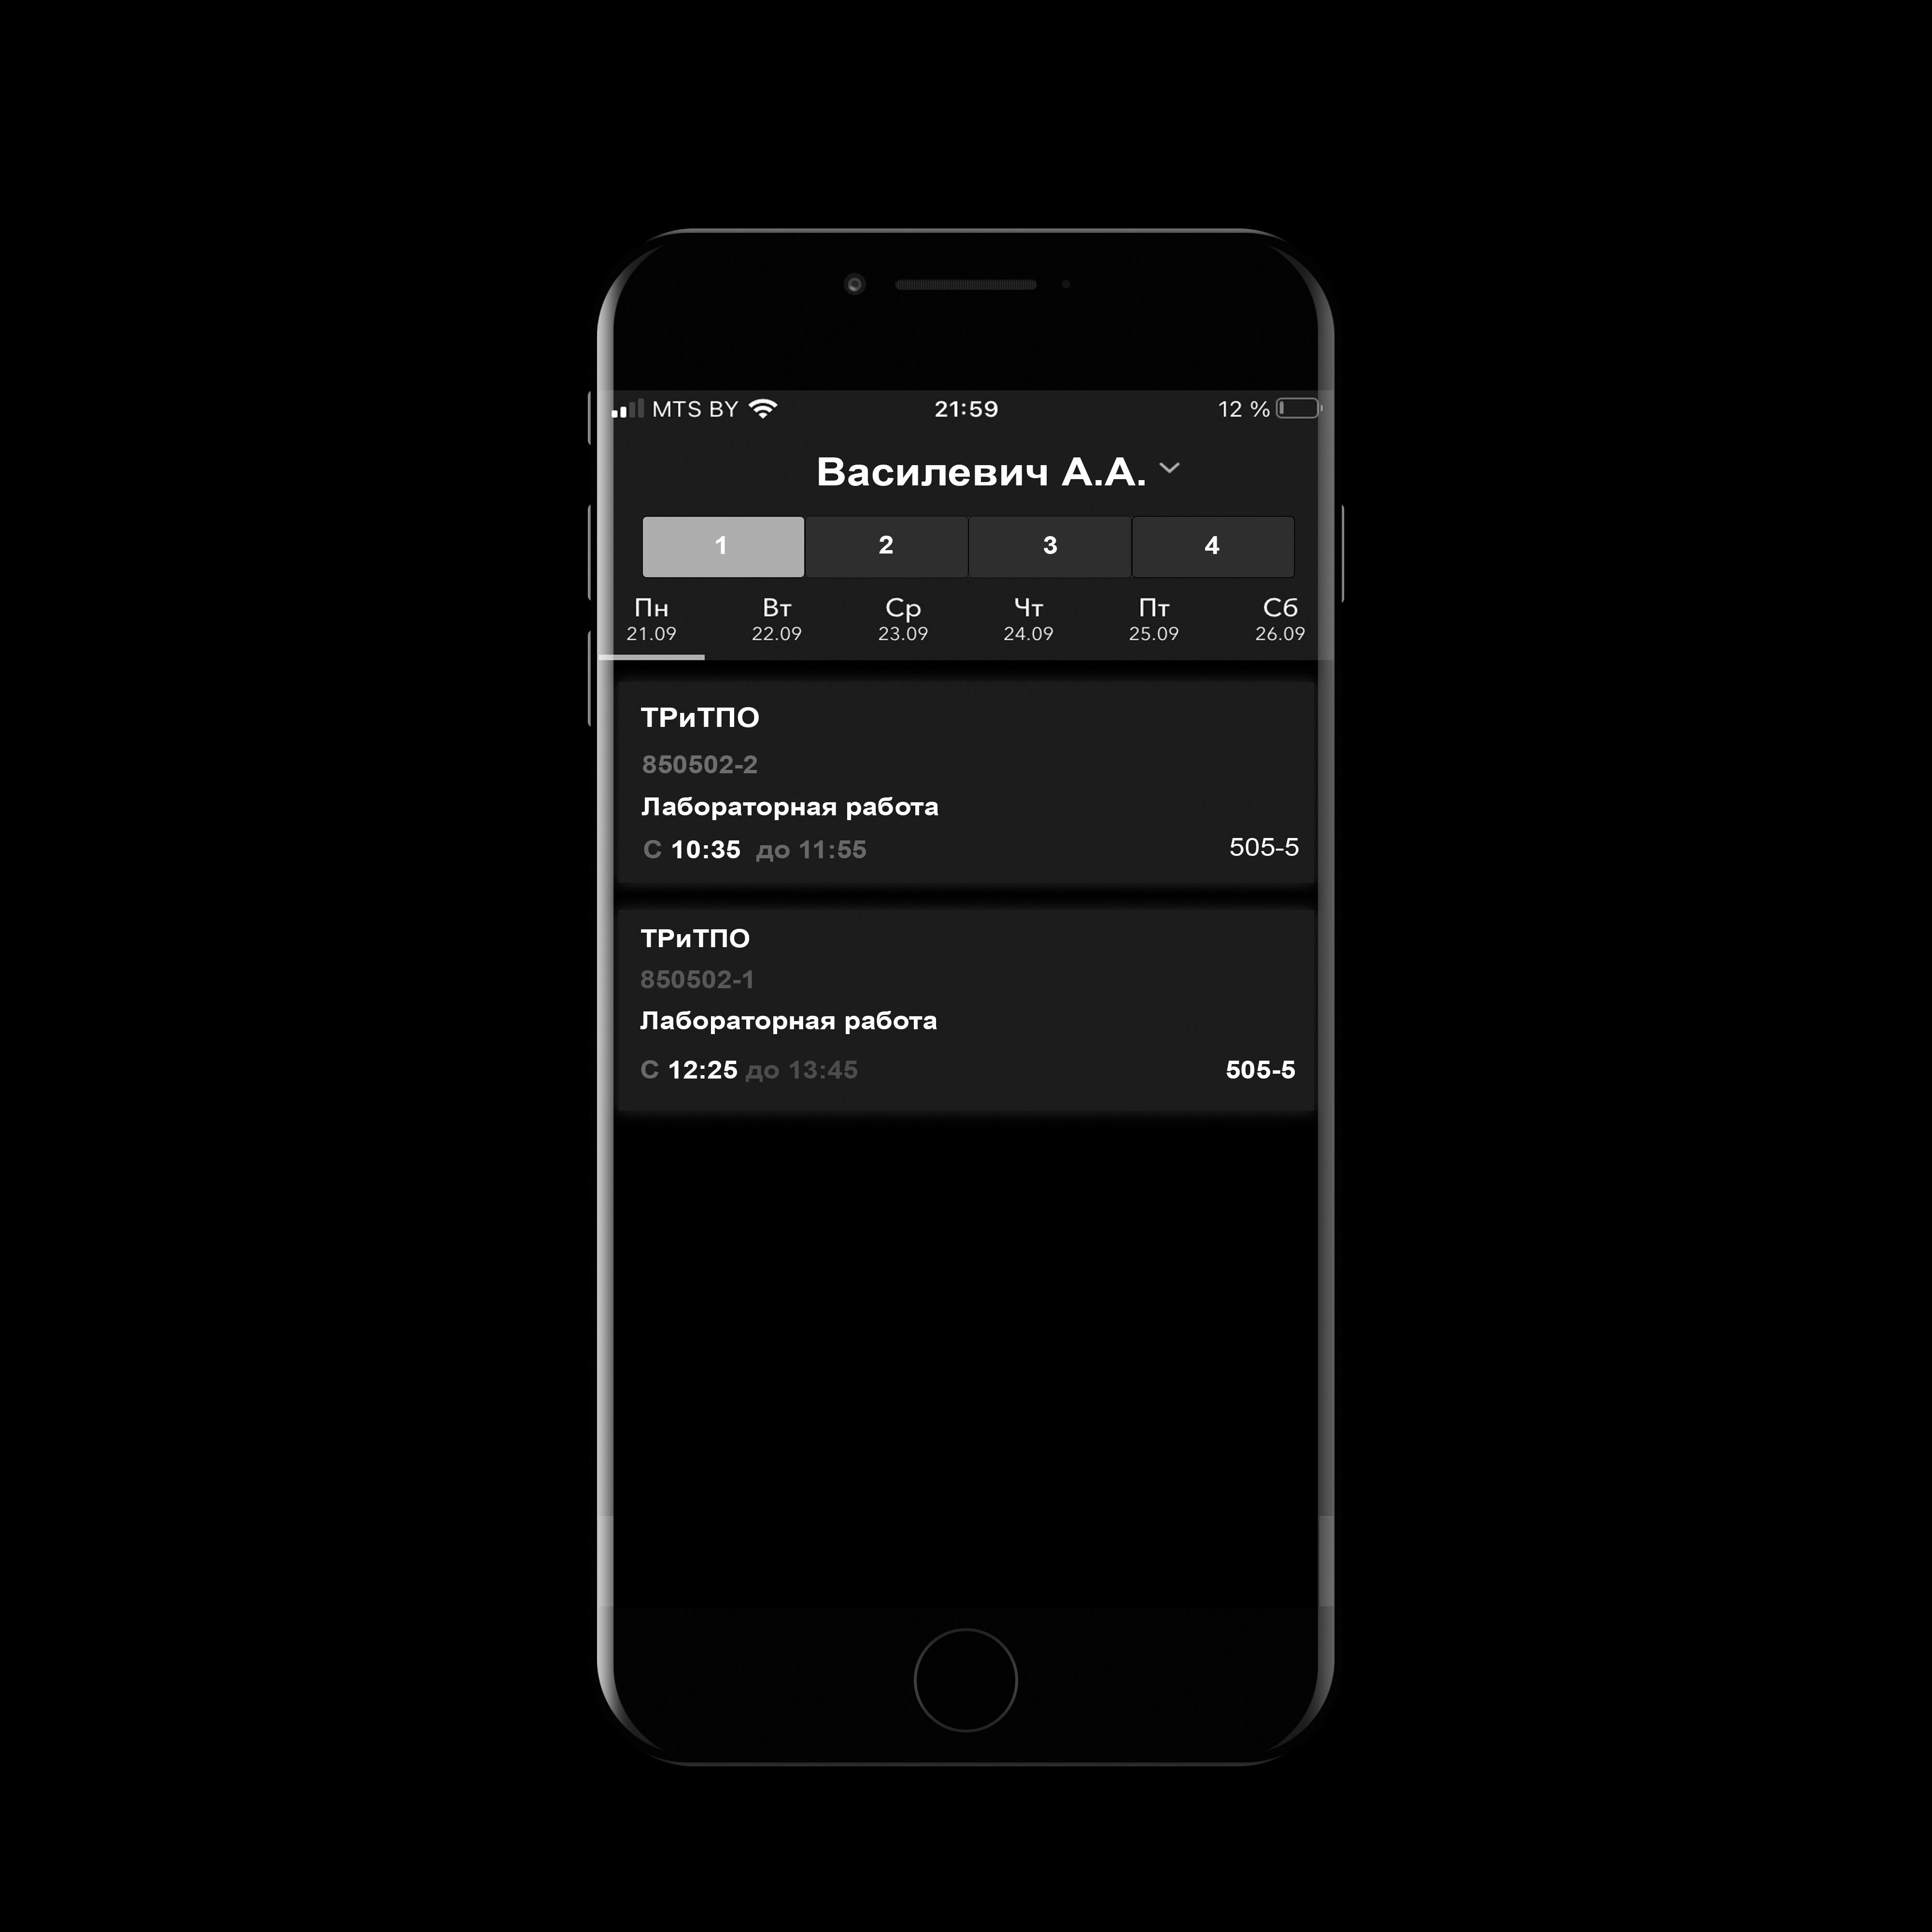 MTS BY 21:59 12 %
Василевич А.А.
1 2 3 4
Пн Вт Ср Чт Пт Сб
21.09 22.09 23.09 24.09 25.09 26.09
ТРиТПО
850502-2
Лабораторная работа
С 10:35 до 11:55 505-5
ТРиТПО
850502-1
Лабораторная работа
С 12:25 до 13:45 505-5